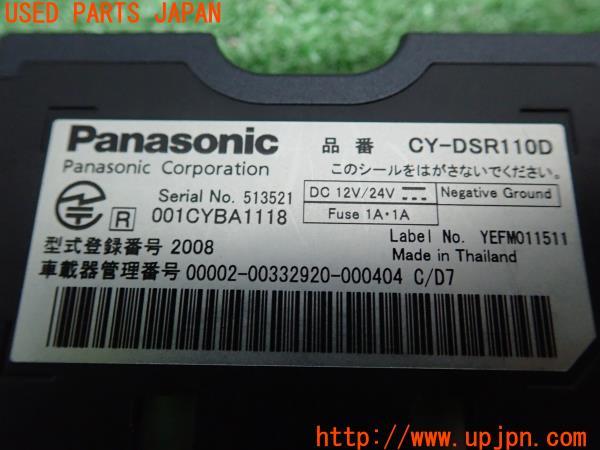 USED PARTS JAPAN
Panasonic 品番 CY-DSR110D
Panasonic Corporation このシールをはがさないでください。
Serial No. 513521 DC 12V/24V Negative Ground
R 001CYBA1118 Fuse 1A・1A
Label No. YEFM011511
型式登録番号 2008 Made in Thailand
車載器管理番号 00002-00332920-000404 C/D7
USED PARTS JAPAN
http://www.upjpn.com